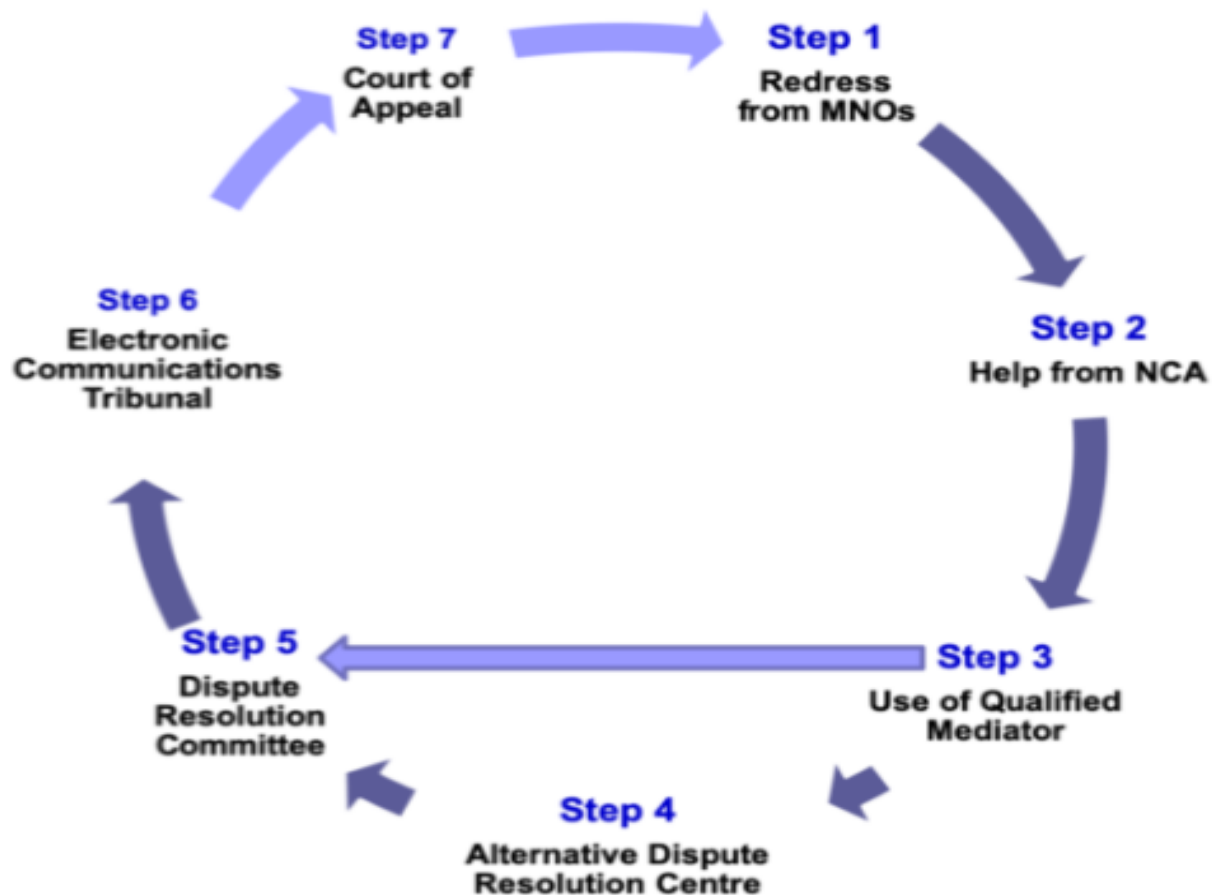 Step 1
Redress
from MNOs
Step 2
Help from NCA
Step 3
Use of Qualified
Mediator
Step 4
Alternative Dispute
Resolution Centre
Step 5
Dispute
Resolution
Committee
Step 6
Electronic
Communications
Tribunal
Step 7
Court of
Appeal